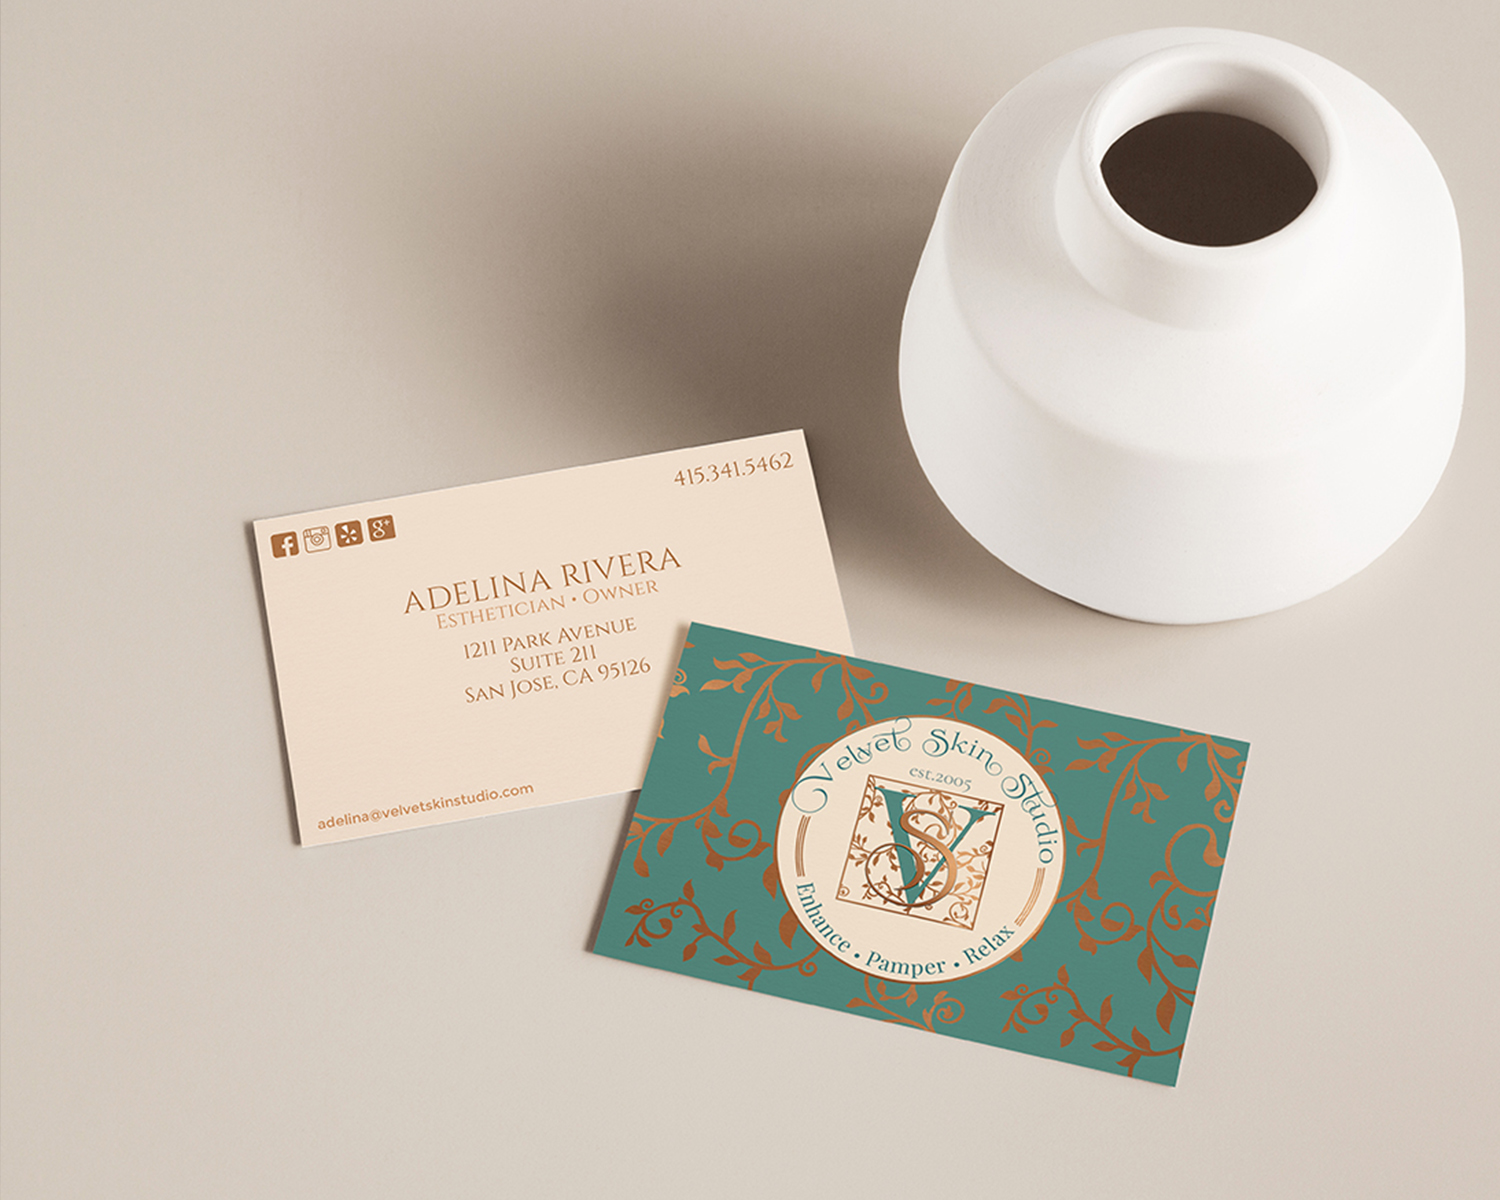 415.341.5462
ADELINA RIVERA
ESTHETICIAN • OWNER
1211 PARK AVENUE
SUITE 211
SAN JOSE, CA 95126
adelina@velvetskinstudio.com
Velvet Skin Studio
est.2005
VS
Enhance • Pamper • Relax